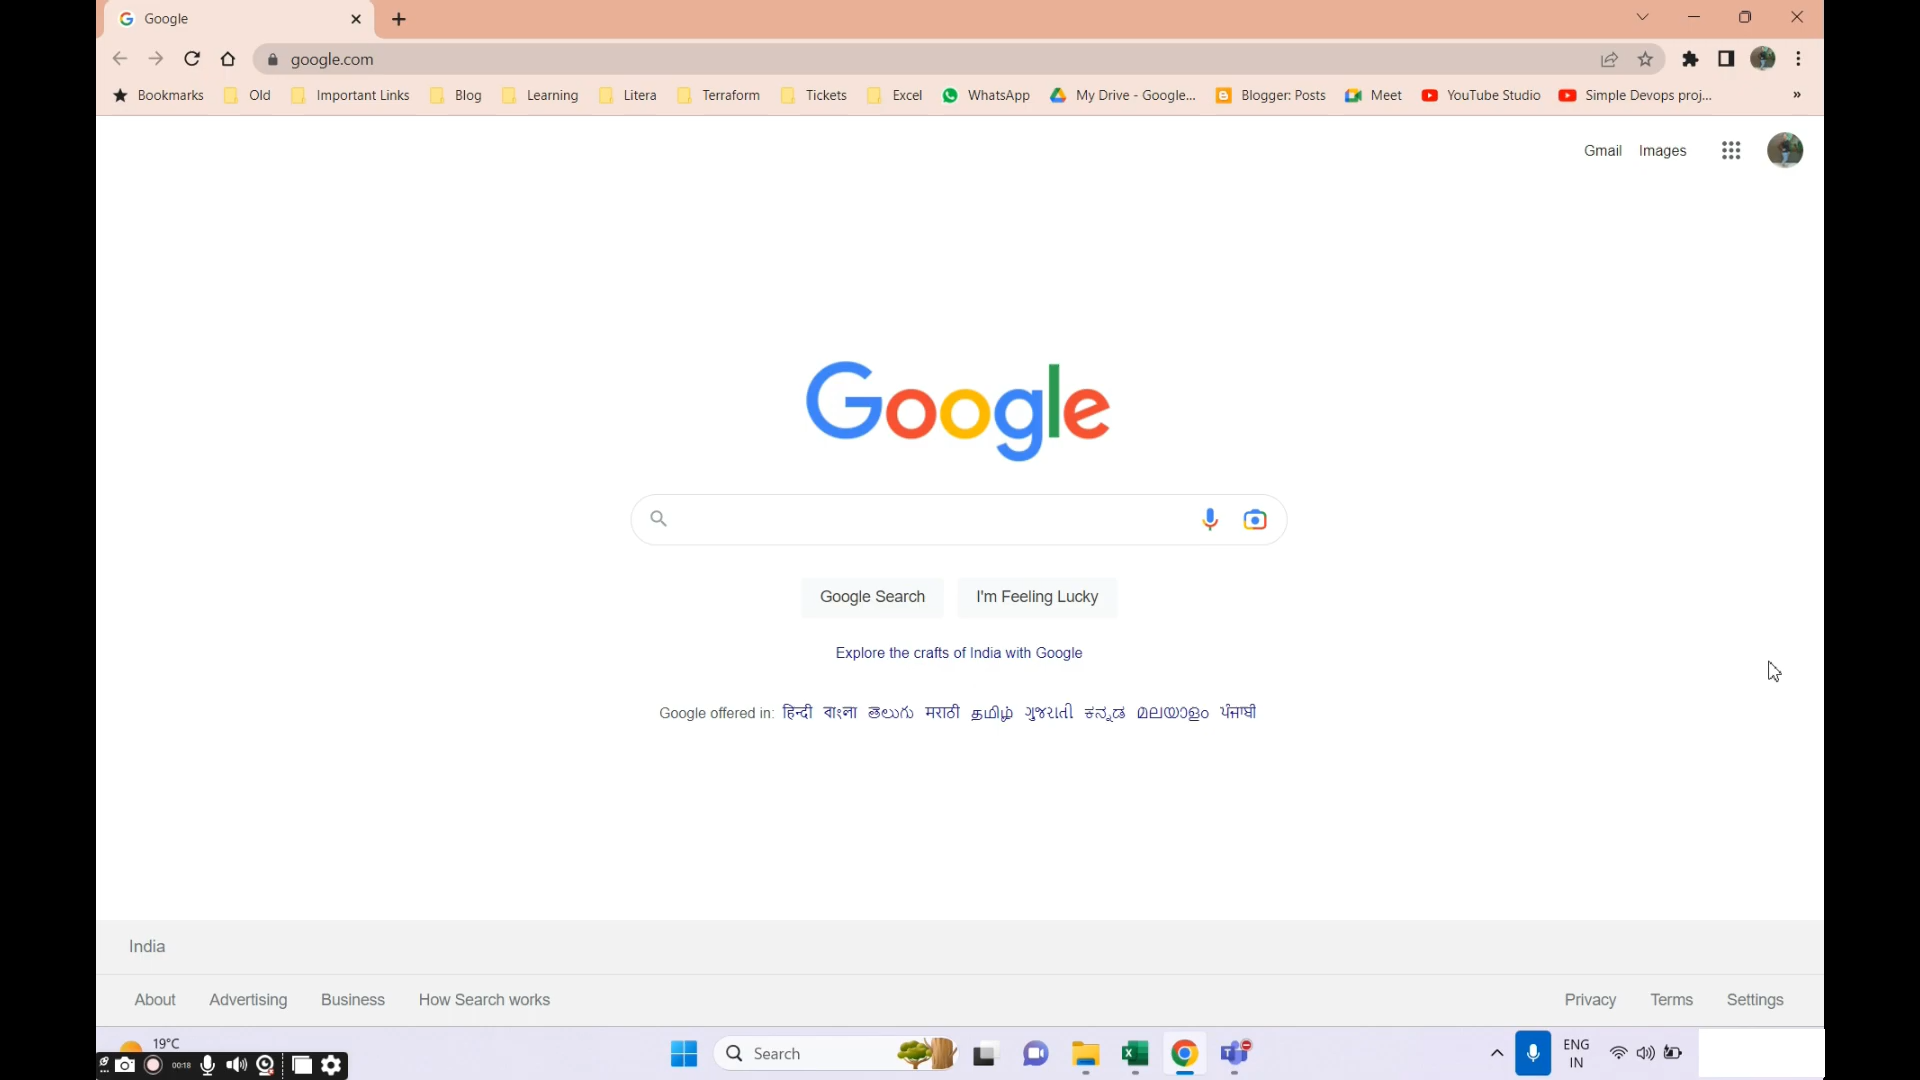 Google
google.com
Bookmarks Old Important Links Blog Learning Litera Terraform Tickets Excel WhatsApp My Drive - Google... Blogger: Posts Meet YouTube Studio Simple Devops proj... »
Gmail Images
Google
Google Search I'm Feeling Lucky
Explore the crafts of India with Google
Google offered in: हिन्दी বাংলা తెలుగు मराठी தமிழ் ગુજરાતી ಕನ್ನಡ മലയാളം ਪੰਜਾਬੀ
India
About Advertising Business How Search works Privacy Terms Settings
19°C
Search
ENG
IN
00:18